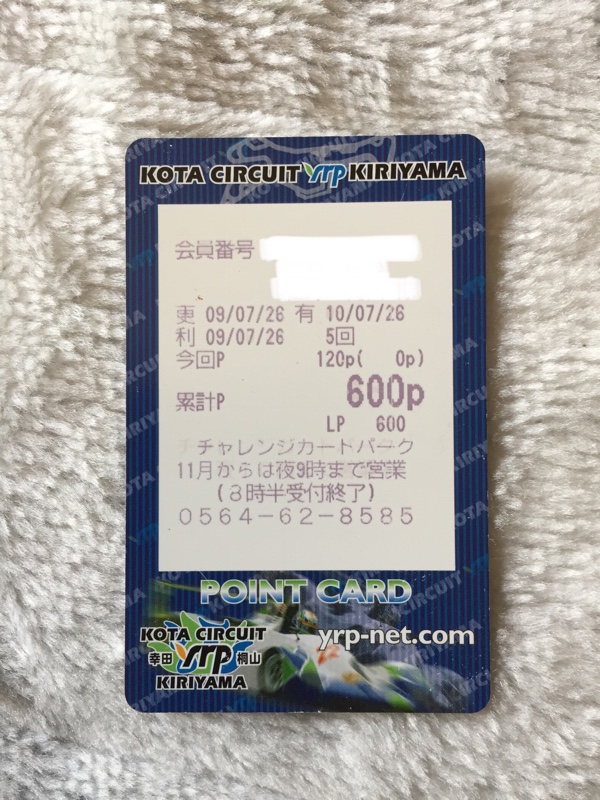 KOTA CIRCUIT YRP KIRIYAMA
会員番号
更 09/07/26 有 10/07/26
利 09/07/26 5回
今回P 120p( 0p)
累計P 600p
LP 600
チャレンジカードパーク
11月からは夜9時まで営業
(8時半受付終了)
0564-62-8585
POINT CARD
KOTA CIRCUIT
幸田 YRP 桐山
KIRIYAMA
yrp-net.com